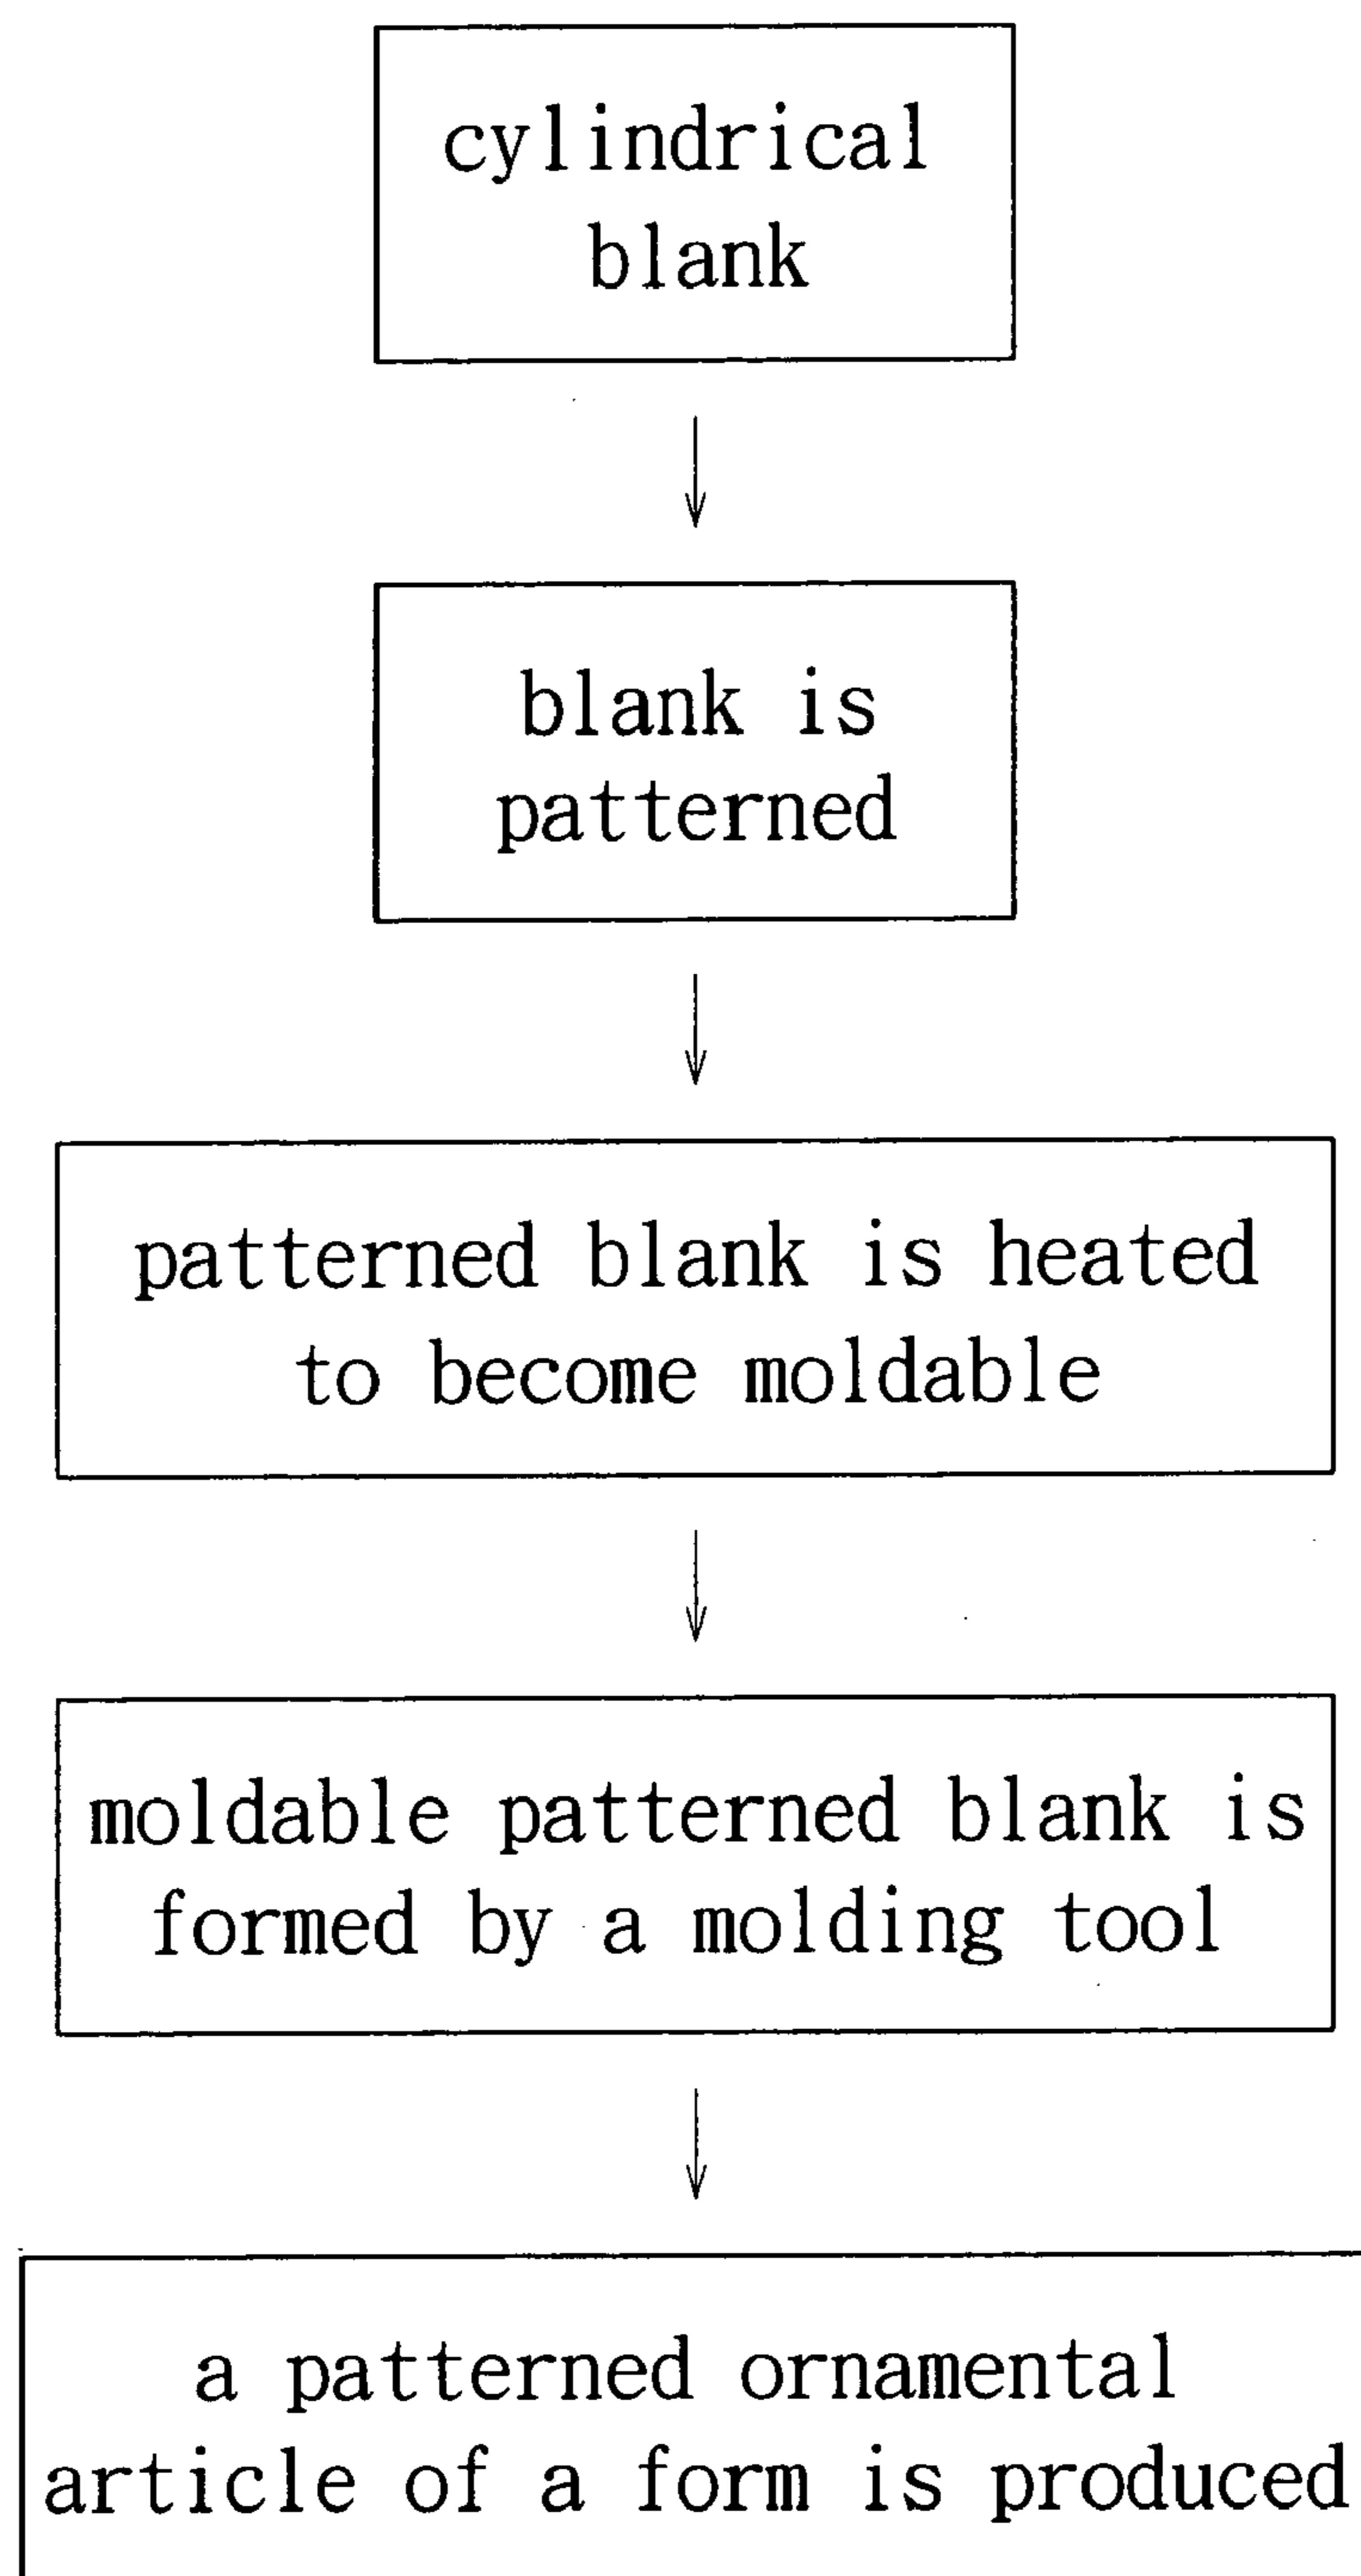 cylindrical
blank
blank is
patterned
patterned blank is heated
to become moldable
moldable patterned blank is
formed by a molding tool
a patterned ornamental
article of a form is produced